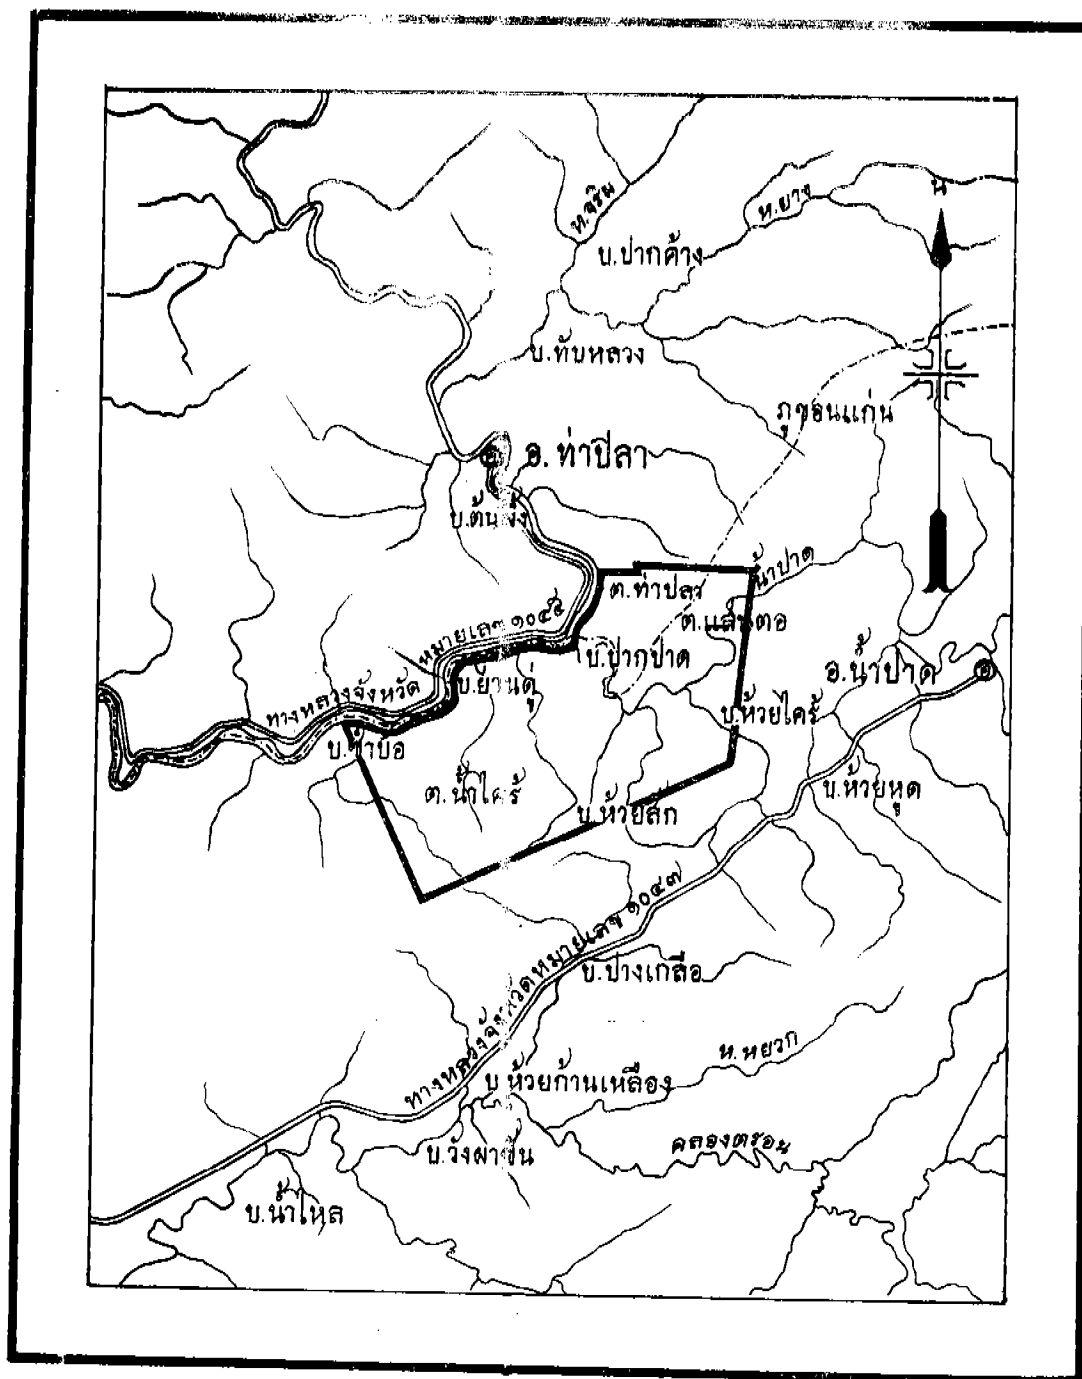 ห.จริม
ห.ยาง
น
บ.ปากค้าง
บ.ทับหลวง
ภูขอนแก่น
อ. ท่าปลา
บ.ต้นขั้ง
น้ำปาด
ต.ท่าปลา
ต.แสนตอ
หมายเลข ๑๐๔๕
บ.ปากปาด
อ.น้ำปาด
บ.ย่านดู่
ทางหลวงจังหวัด
บ.ห้วยไคร้
บ.ซำบอ
ต.น้ำไคร้
บ.ห้วยหูด
บ.ห้วยสัก
ทางหลวงจังหวัดหมายเลข ๑๐๔๗
บ.ปางเกลือ
ห.หยวก
บ.ห้วยก้านเหลือง
คลองตรอน
บ.วังผาชัน
บ.น้ำไหล